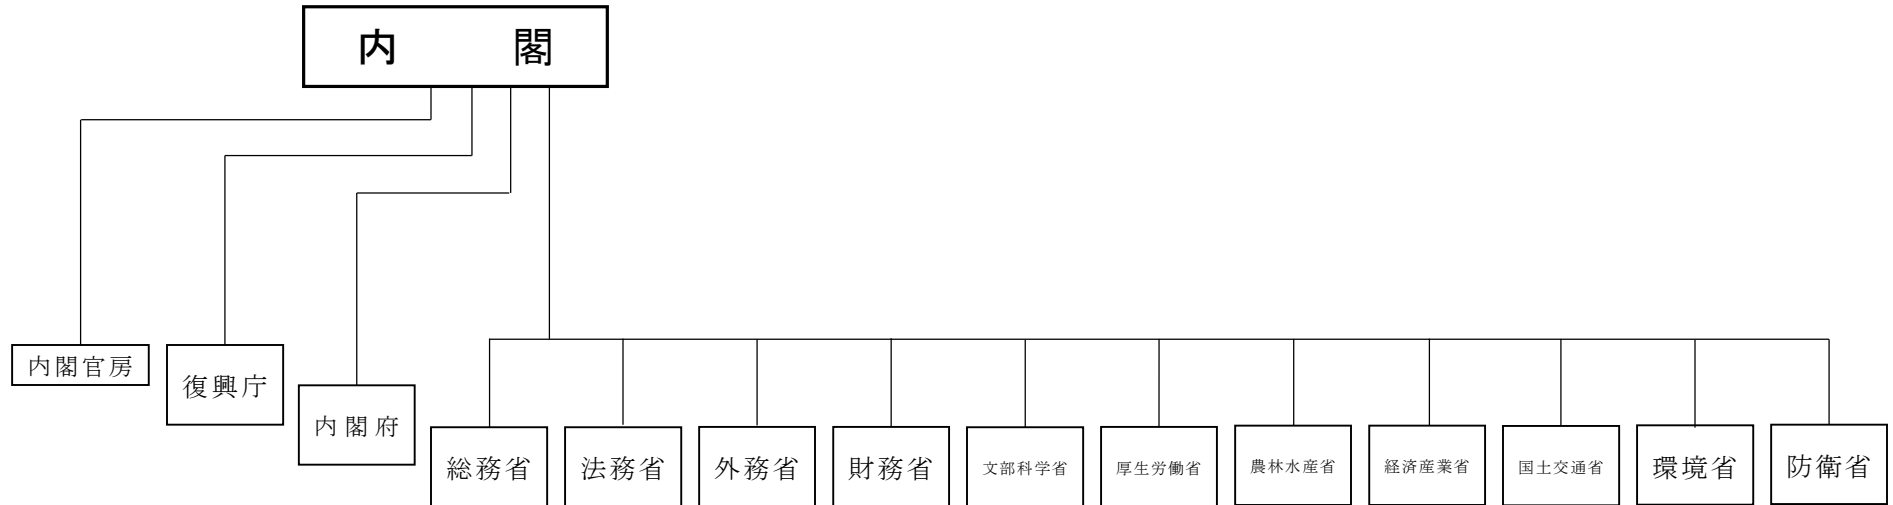 内閣
内閣官房
復興庁
内閣府
総務省
法務省
外務省
財務省
文部科学省
厚生労働省
農林水産省
経済産業省
国土交通省
環境省
防衛省